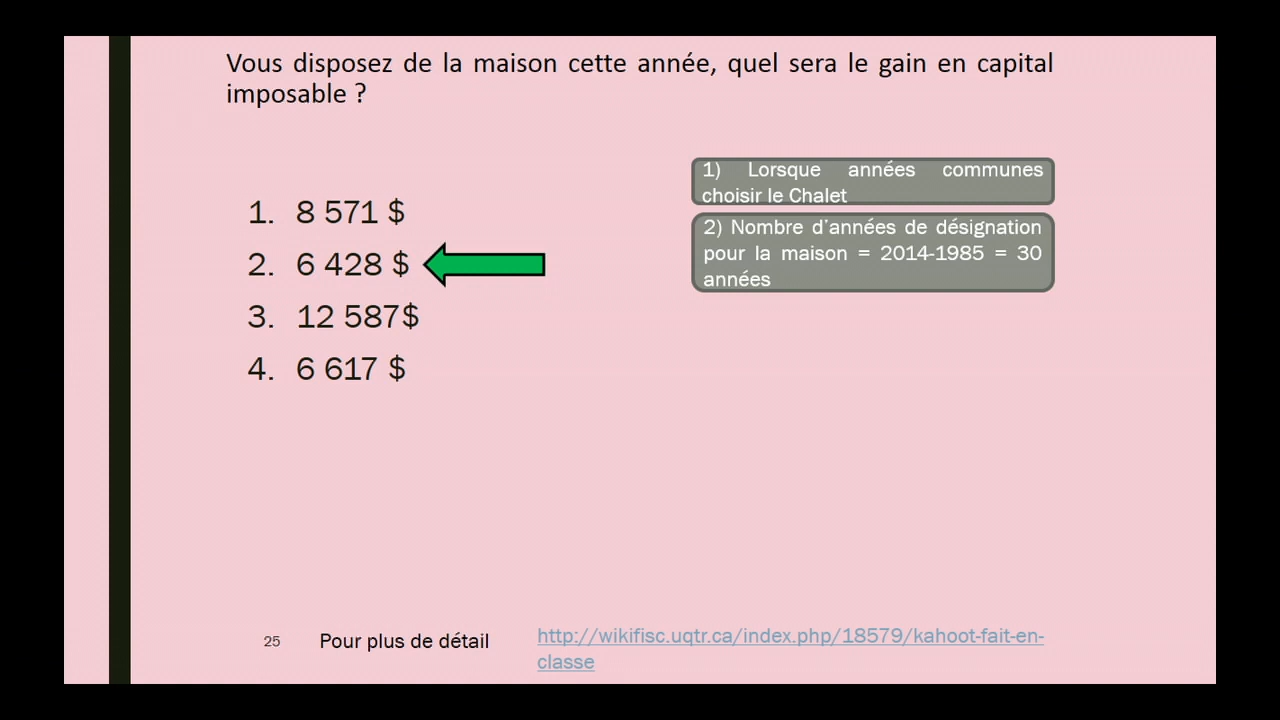 Vous disposez de la maison cette année, quel sera le gain en capital
imposable ?
1. 8 571 $
2. 6 428 $
3. 12 587$
4. 6 617 $
1) Lorsque années communes
choisir le Chalet
2) Nombre d'années de désignation
pour la maison = 2014-1985 = 30
années
25
Pour plus de détail
http://wikifisc.uqtr.ca/index.php/18579/kahoot-fait-en-
classe